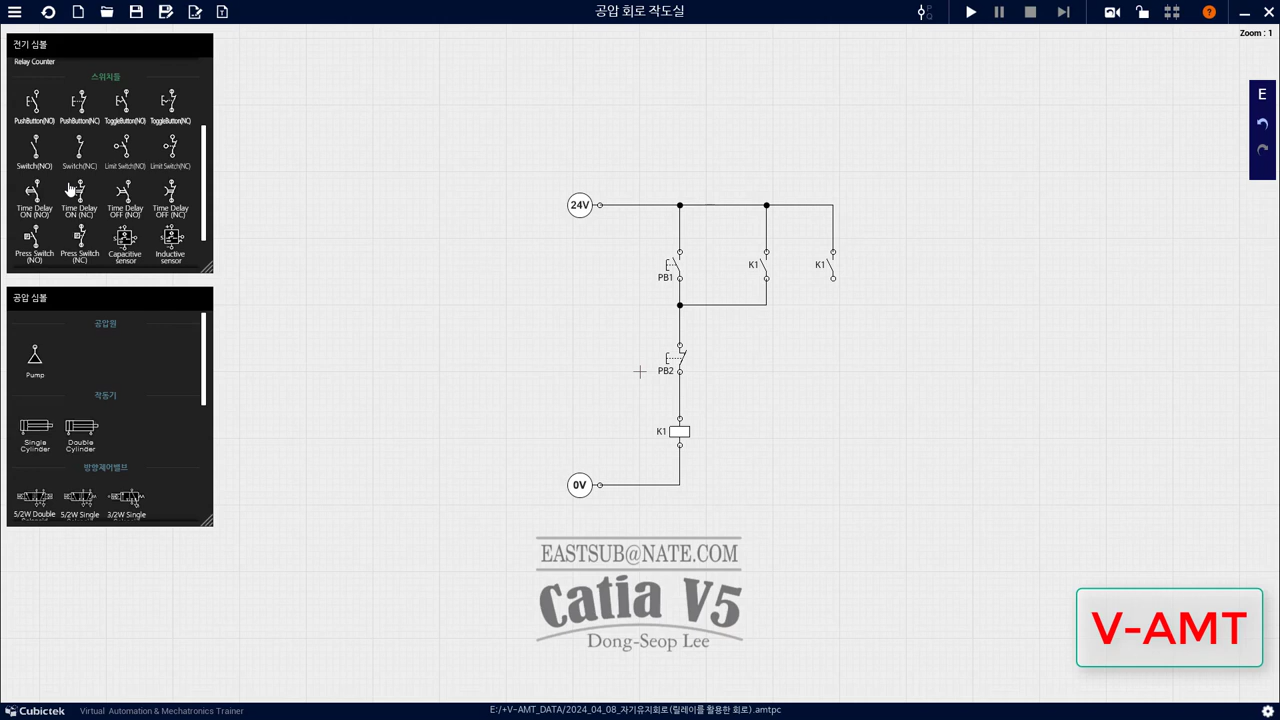 공압 회로 작도실
Zoom : 1
전기 심볼
Relay Counter
스위치들
PushButton(NO) PushButton(NC) ToggleButton(NO) ToggleButton(NC)
Switch(NO) Switch(NC) Limit Switch(NO) Limit Switch(NC)
Time Delay ON (NO) Time Delay ON (NC) Time Delay OFF (NO) Time Delay OFF (NC)
Press Switch (NO) Press Switch (NC) Capacitive sensor Inductive sensor
공압 심볼
공압원
Pump
작동기
Single Cylinder Double Cylinder
방향제어밸브
5/2W Double 5/2W Single 3/2W Single
E
24V
PB1 K1 K1
PB2
K1
0V
EASTSUB@NATE.COM
Catia V5
Dong-Seop Lee
V-AMT
Cubictek Virtual Automation & Mechatronics Trainer
E:/+V-AMT_DATA/2024_04_08_자기유지회로(릴레이를 활용한 회로).amtpc